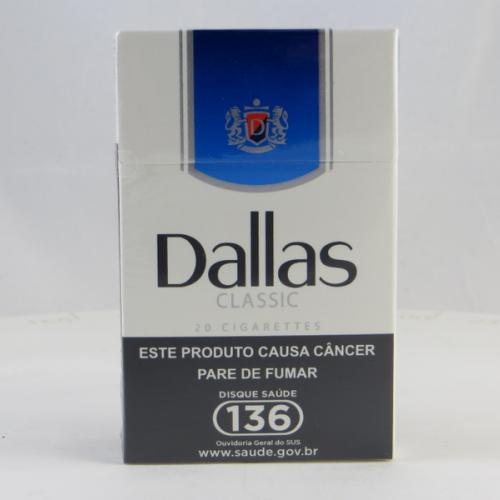 D
Dallas
CLASSIC
20 CIGARETTES
ESTE PRODUTO CAUSA CÂNCER
PARE DE FUMAR
DISQUE SAÚDE
136
Ouvidoria Geral do SUS
www.saude.gov.br